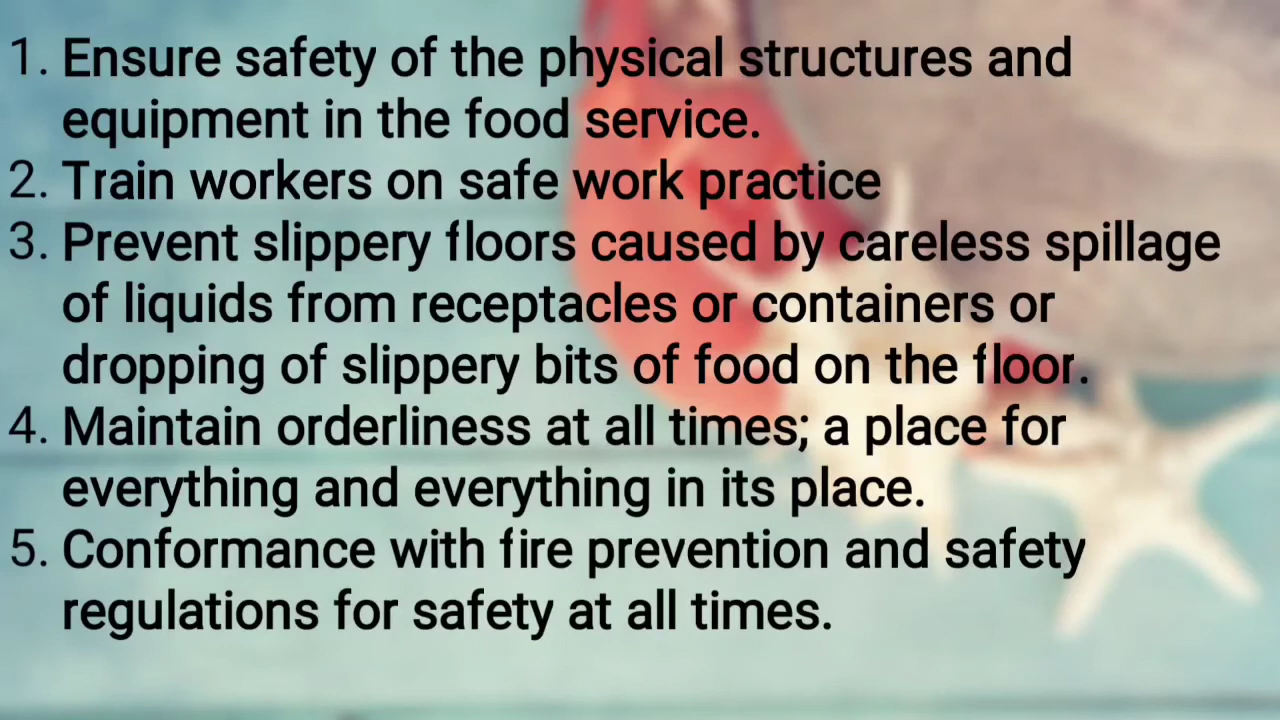 1. Ensure safety of the physical structures and
equipment in the food service.
2. Train workers on safe work practice
3. Prevent slippery floors caused by careless spillage
of liquids from receptacles or containers or
dropping of slippery bits of food on the floor.
4. Maintain orderliness at all times; a place for
everything and everything in its place.
5. Conformance with fire prevention and safety
regulations for safety at all times.